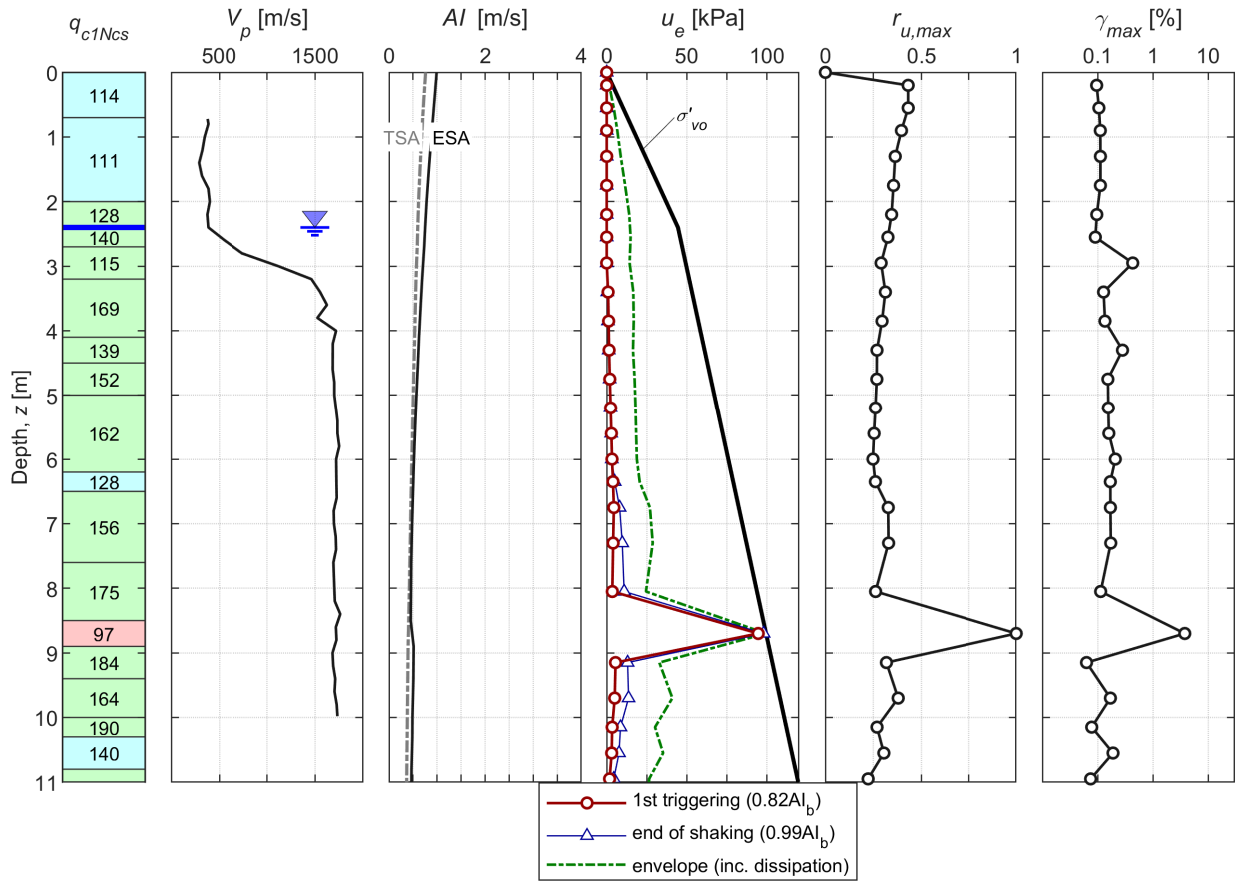 q_c1Ncs
V_p [m/s]
AI [m/s]
u_e [kPa]
r_u,max
γ_max [%]
500 1500
0 2 4
0 50 100
0 0.5 1
0.1 1 10
0
1
2
3
4
5
6
7
8
9
10
11
Depth, z [m]
114
111
128
140
115
169
139
152
162
128
156
175
97
184
164
190
140
TSA ESA
σ'_vo
1st triggering (0.82AI_b)
end of shaking (0.99AI_b)
envelope (inc. dissipation)